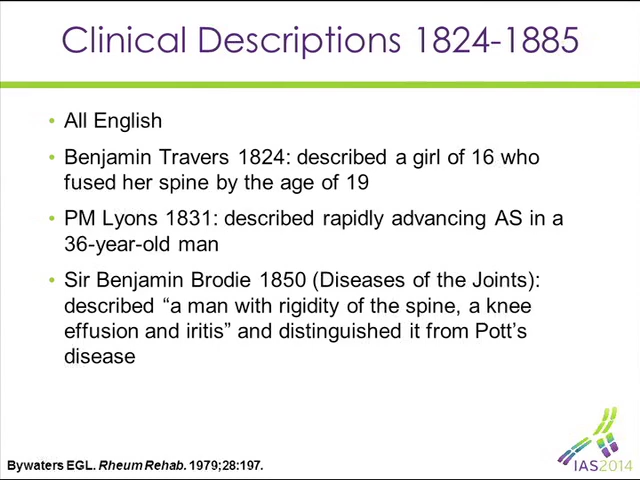 Clinical Descriptions 1824-1885
• All English
• Benjamin Travers 1824: described a girl of 16 who
fused her spine by the age of 19
• PM Lyons 1831: described rapidly advancing AS in a
36-year-old man
• Sir Benjamin Brodie 1850 (Diseases of the Joints):
described “a man with rigidity of the spine, a knee
effusion and iritis” and distinguished it from Pott’s
disease
Bywaters EGL. Rheum Rehab. 1979;28:197.
IAS2014